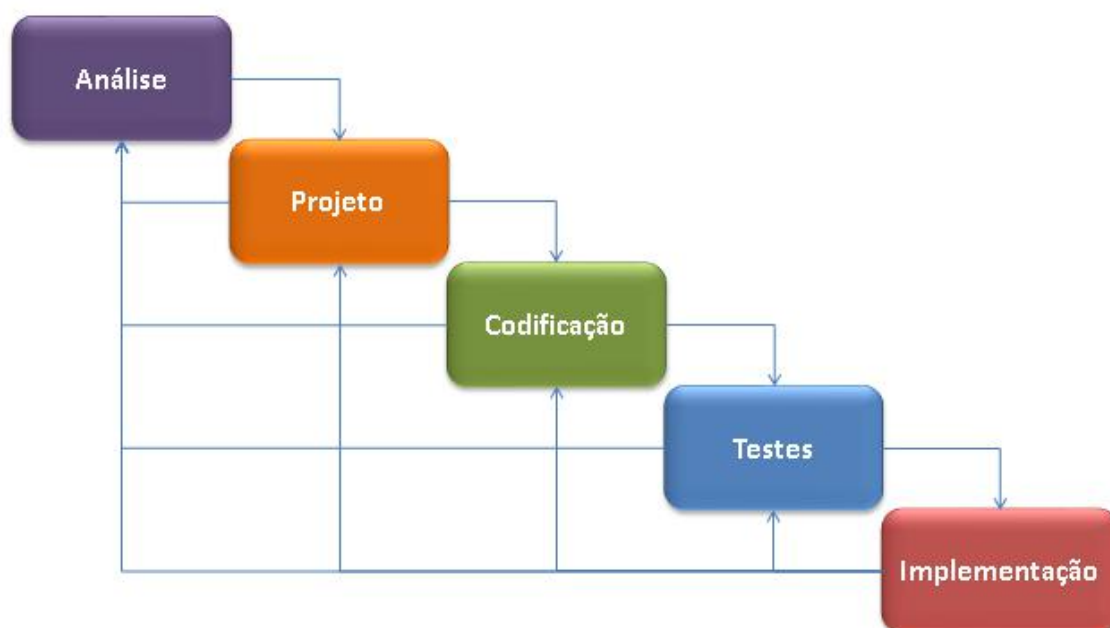 Análise
Projeto
Codificação
Testes
Implementação